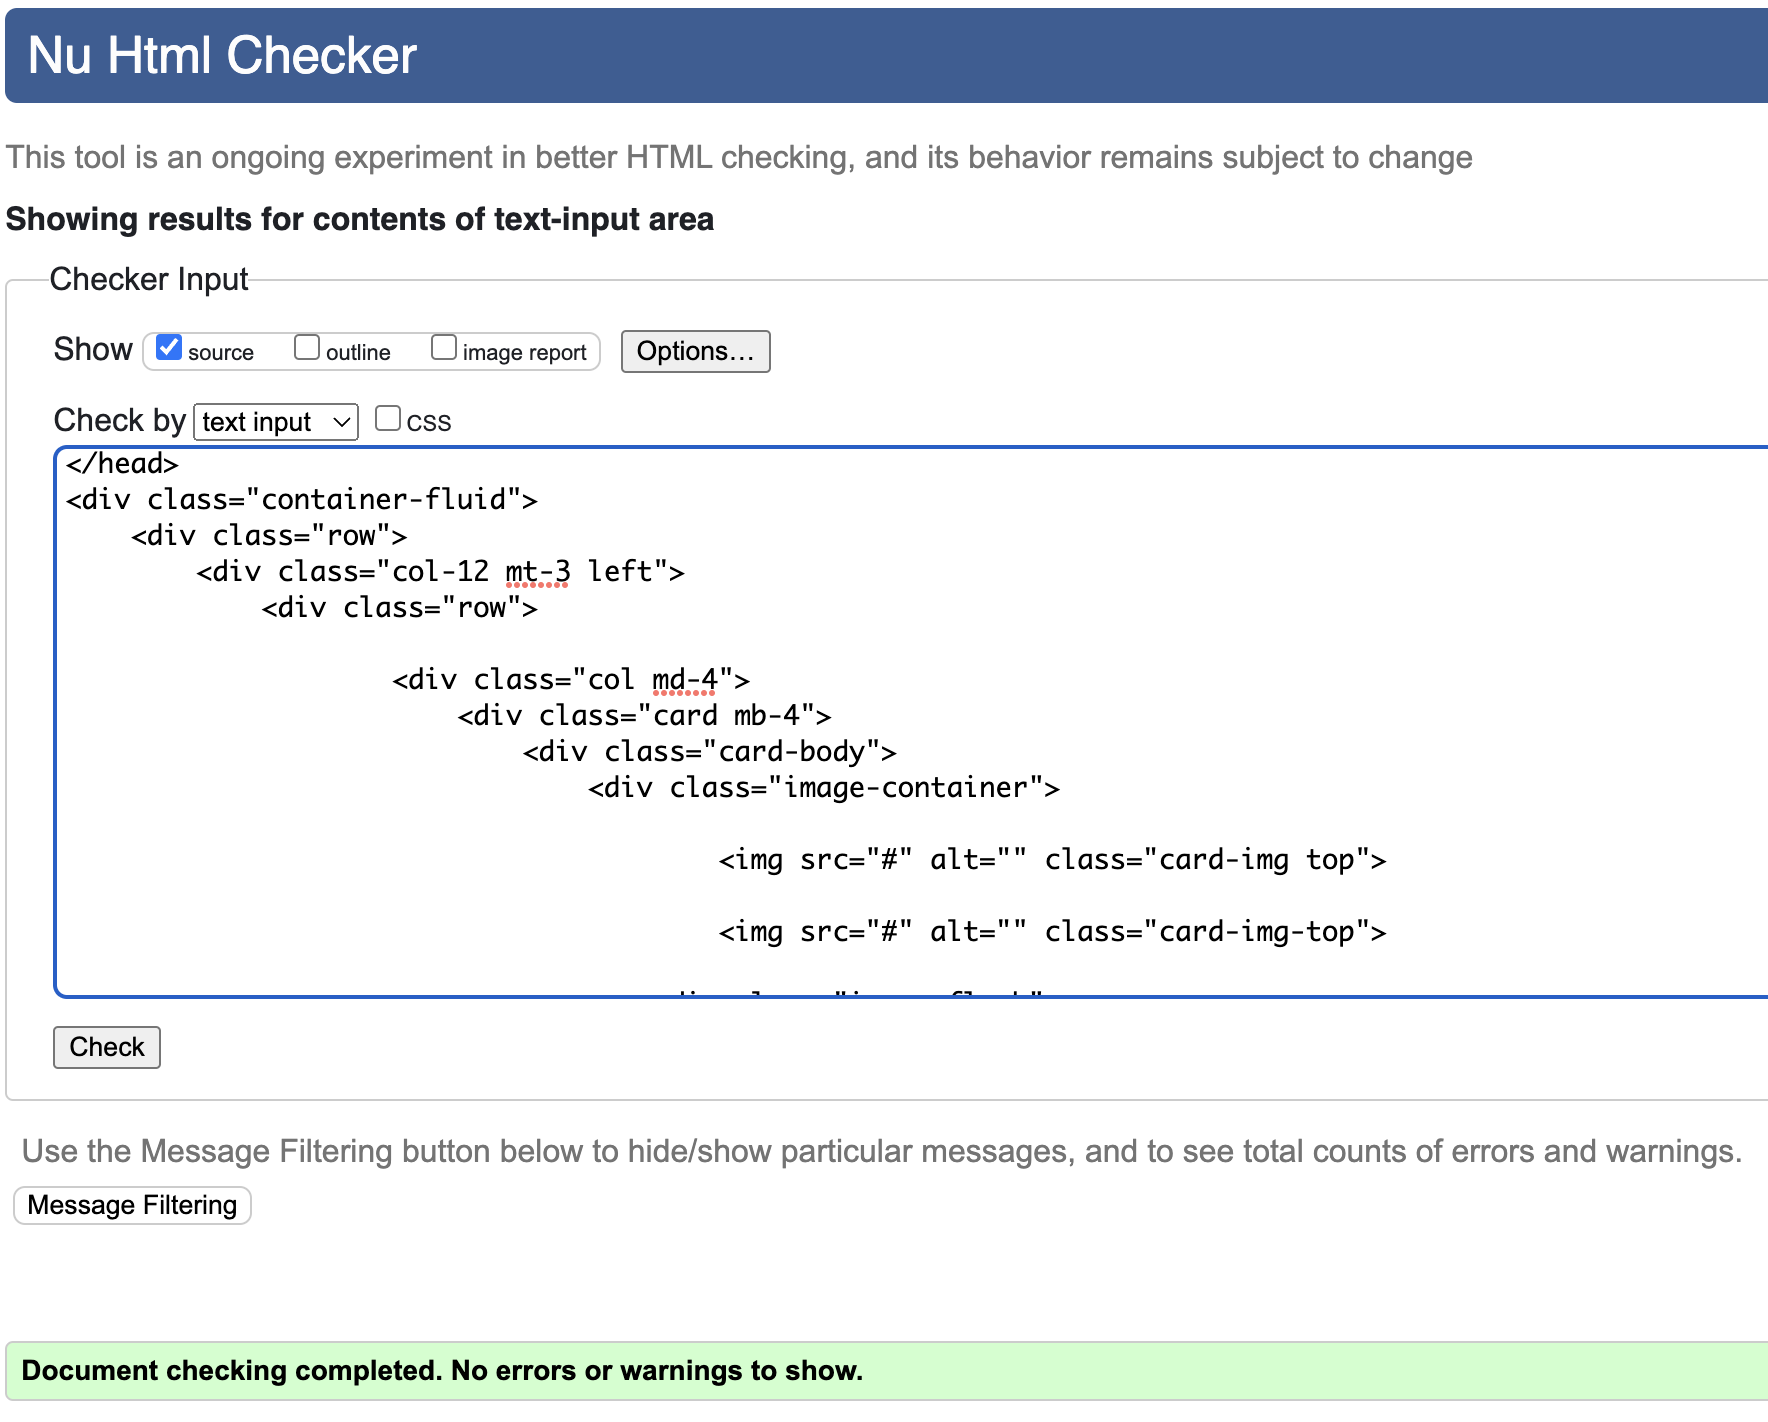 Nu Html Checker
This tool is an ongoing experiment in better HTML checking, and its behavior remains subject to change
Showing results for contents of text-input area
Checker Input
Show source outline image report Options...
Check by text input CSS
</head>
<div class="container-fluid">
<div class="row">
<div class="col-12 mt-3 left">
<div class="row">
<div class="col md-4">
<div class="card mb-4">
<div class="card-body">
<div class="image-container">
<img src="#" alt="" class="card-img top">
<img src="#" alt="" class="card-img-top">
Check
Use the Message Filtering button below to hide/show particular messages, and to see total counts of errors and warnings.
Message Filtering
Document checking completed. No errors or warnings to show.